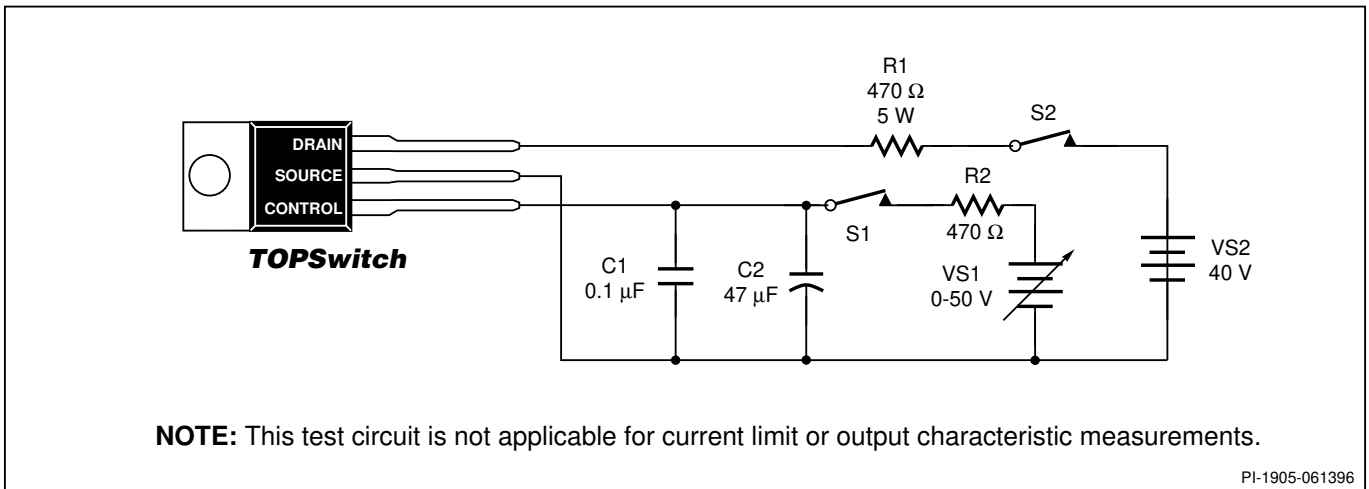 R1
470 Ω
5 W
S2
DRAIN
SOURCE
CONTROL
TOPSwitch
R2
470 Ω
S1
C1
0.1 μF
C2
47 μF
VS1
0-50 V
VS2
40 V
NOTE: This test circuit is not applicable for current limit or output characteristic measurements.
PI-1905-061396